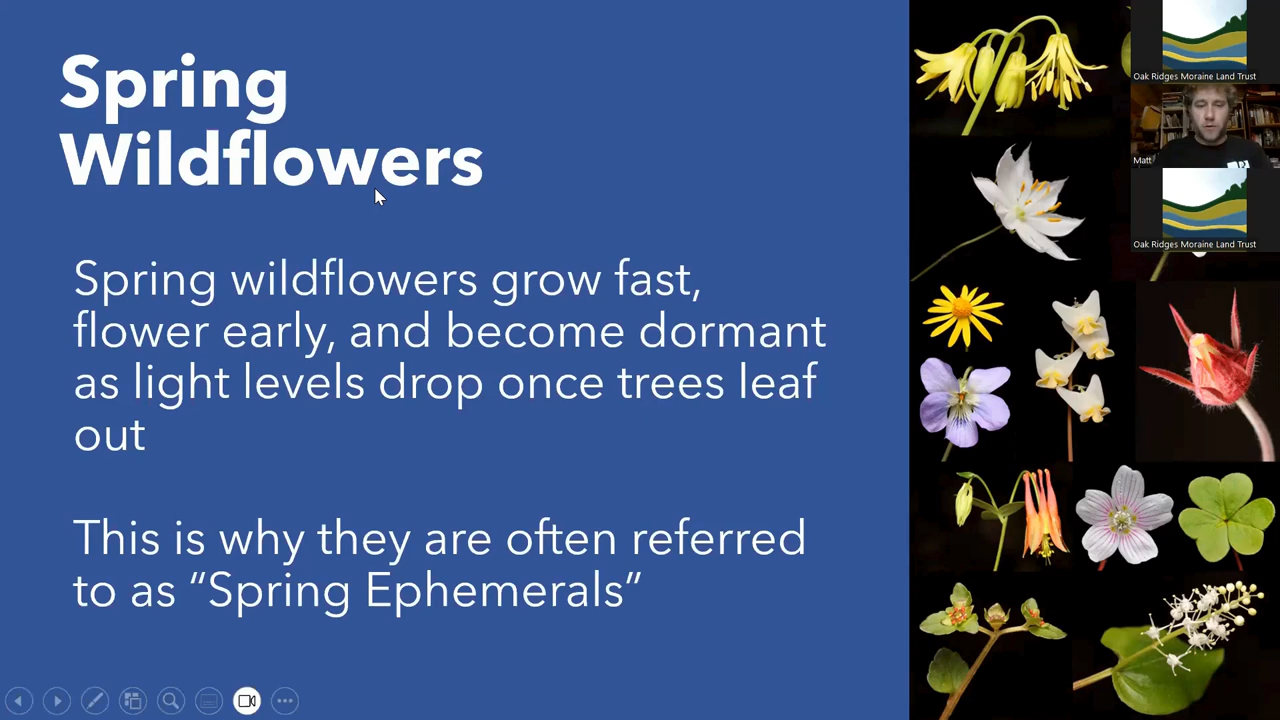 Spring
Wildflowers
Spring wildflowers grow fast,
flower early, and become dormant
as light levels drop once trees leaf
out
This is why they are often referred
to as “Spring Ephemerals”
Oak Ridges Moraine Land Trust
Matt
Oak Ridges Moraine Land Trust